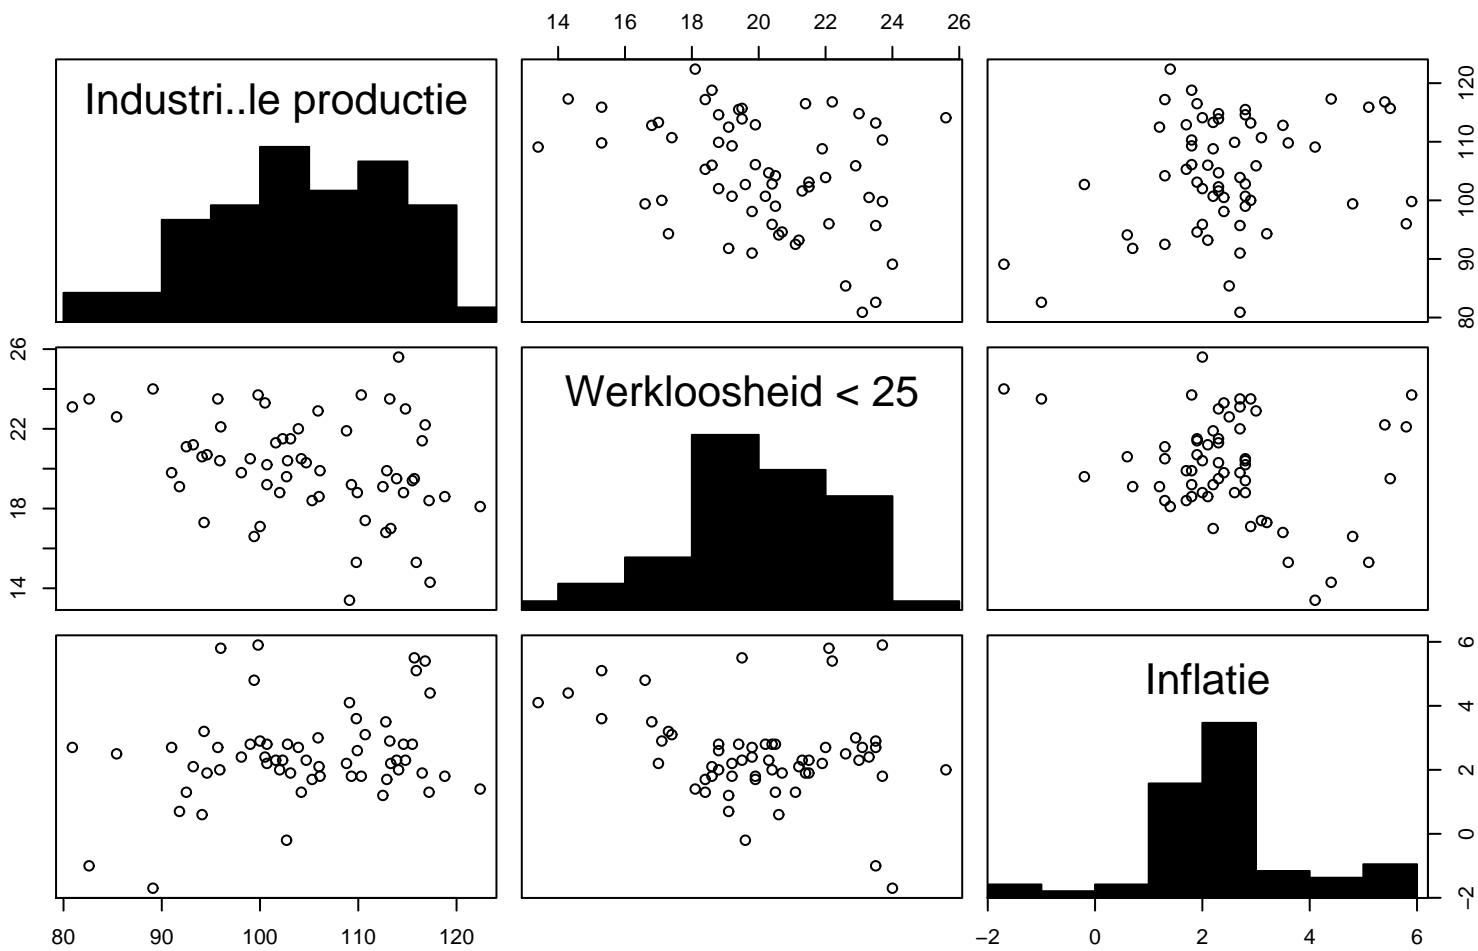 14 16 18 20 22 24 26
Industri..le productie
80 90 100 110 120
14 18 22 26
Werkloosheid < 25
Inflatie
−2 0 2 4 6
80 90 100 110 120
−2 0 2 4 6